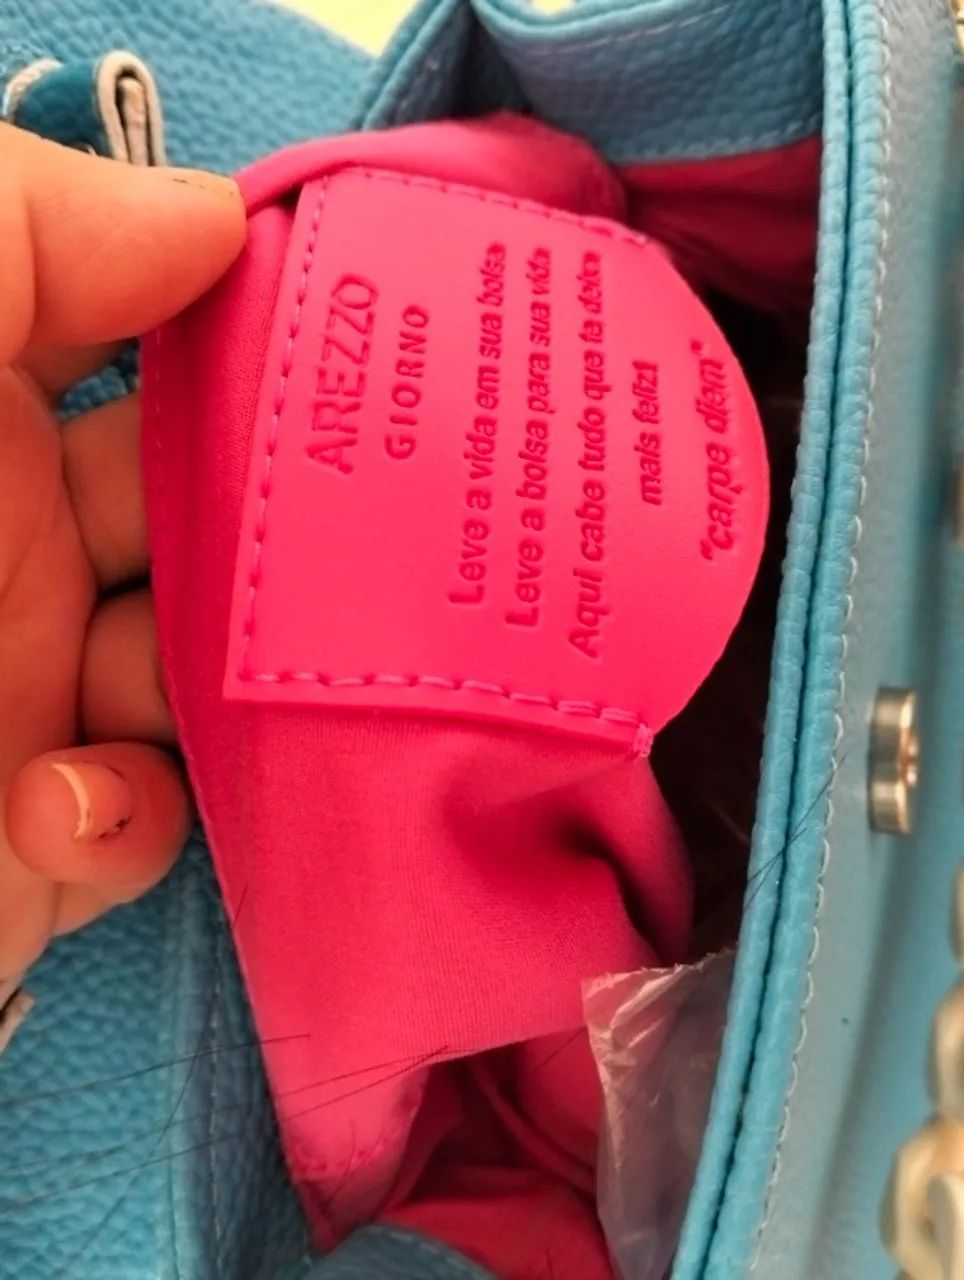 AREZZO
GIORNO
Leve a vida em sua bolsa
Leve a bolsa para sua vida
Aqui cabe tudo que te deixa
mais feliz!
"carpe diem"